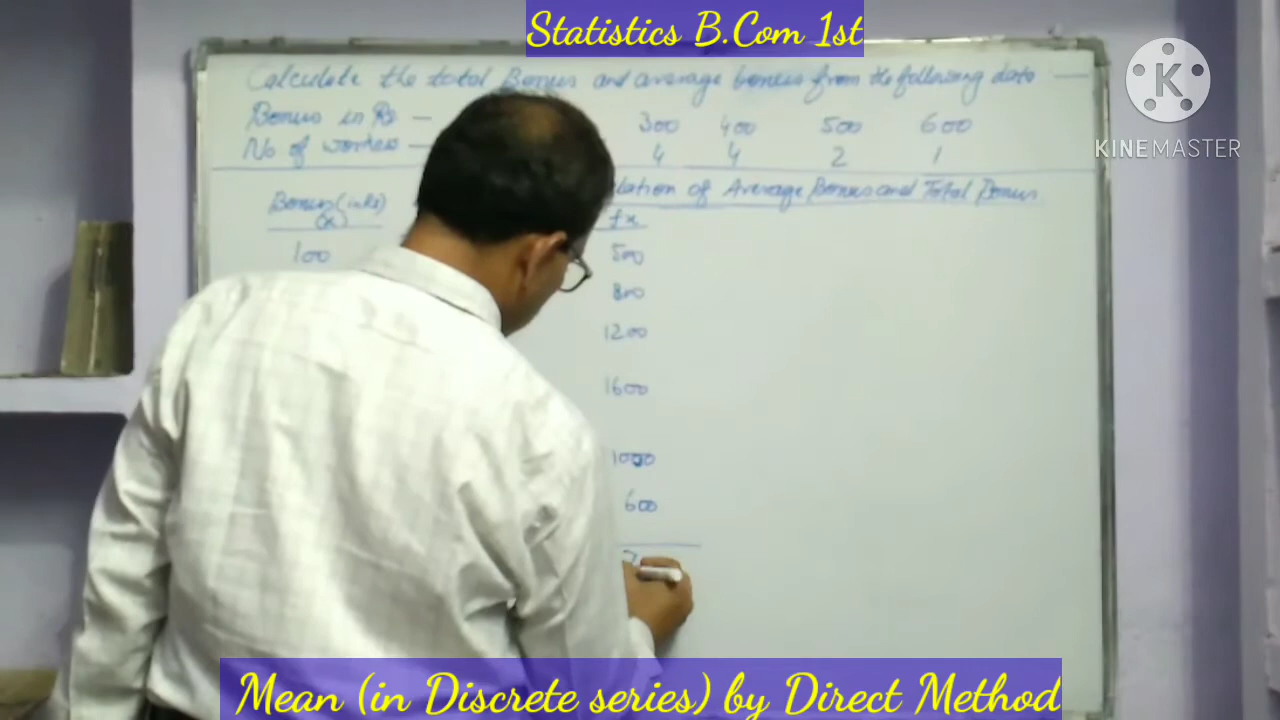 Statistics B.Com 1st
Calculate the total Bonus and average bonus from the following data —
Bonus in Rs — 300 400 500 600
No of workers — 4 4 2 1
lation of Average Bonus and Total Bonus
Bonus (in Rs) fx
(x)
100 500
800
1200
1600
1000
600
7
KINEMASTER
Mean (in Discrete series) by Direct Method